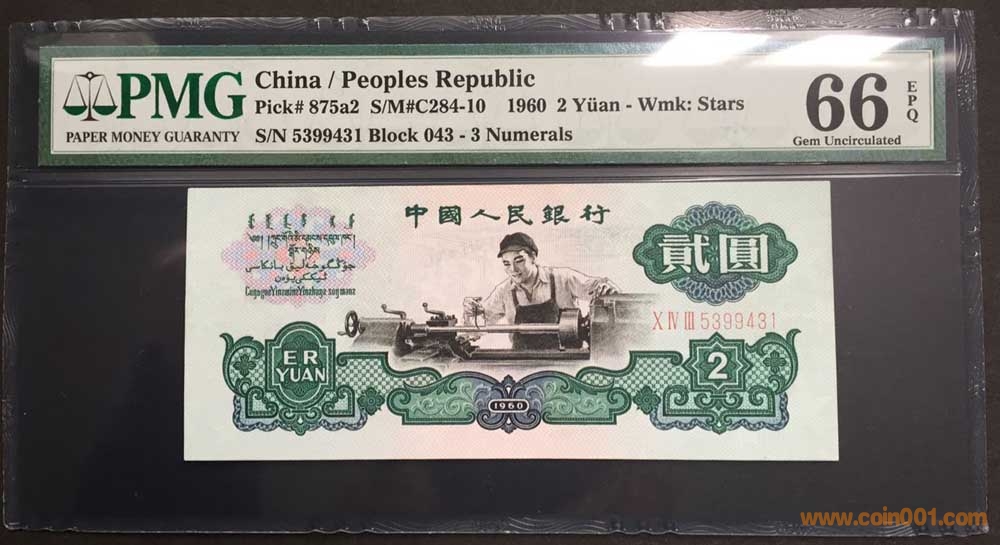 PMG
PAPER MONEY GUARANTY
China / Peoples Republic
Pick# 875a2 S/M#C284-10 1960 2 Yüan - Wmk: Stars
S/N 5399431 Block 043 - 3 Numerals
66
EPQ
Gem Uncirculated
中國人民銀行
貳圓
X IV III 5399431
ER
YUAN
2
1960
www.coin001.com